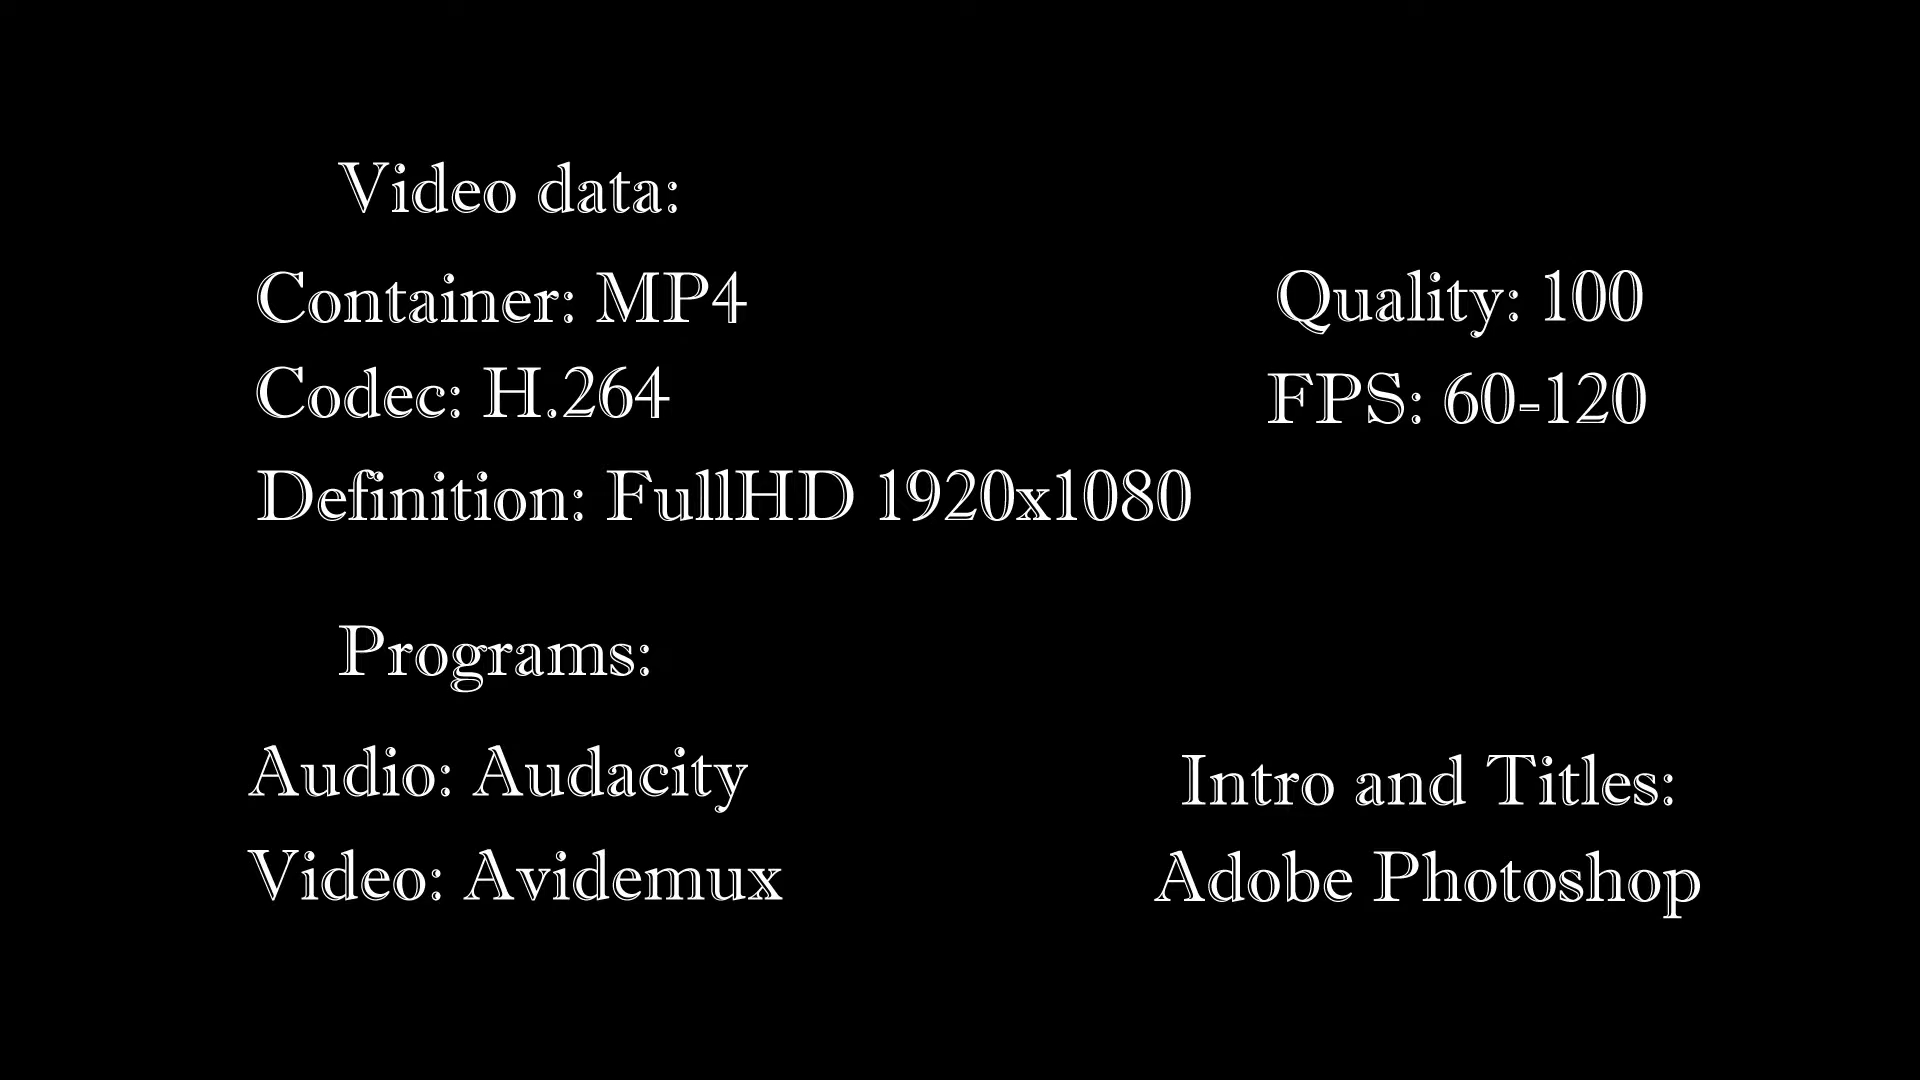 Video data:
Container: MP4
Codec: H.264
Definition: FullHD 1920x1080
Quality: 100
FPS: 60-120
Programs:
Audio: Audacity
Video: Avidemux
Intro and Titles:
Adobe Photoshop